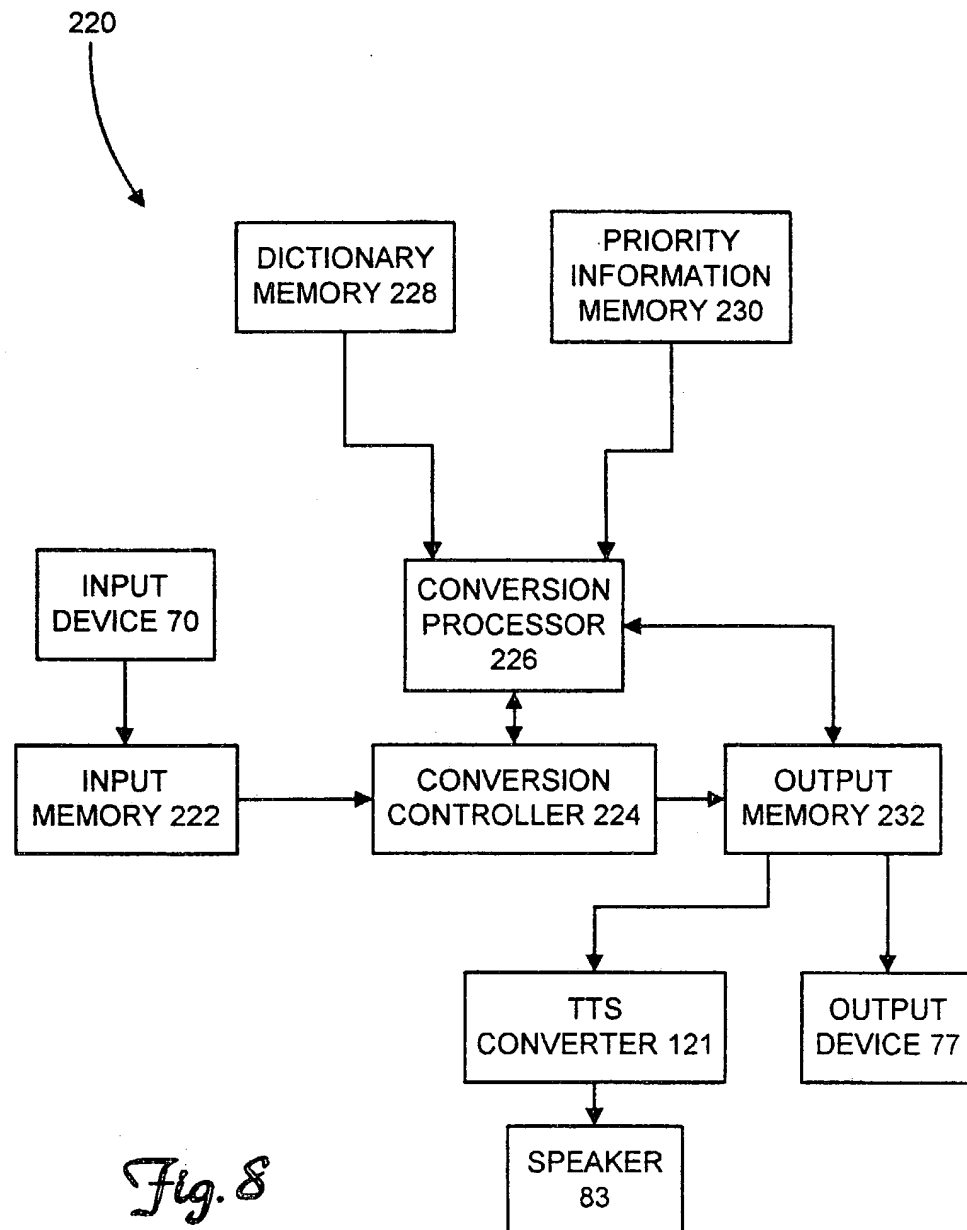 220
DICTIONARY
MEMORY 228
PRIORITY
INFORMATION
MEMORY 230
INPUT
DEVICE 70
CONVERSION
PROCESSOR
226
INPUT
MEMORY 222
CONVERSION
CONTROLLER 224
OUTPUT
MEMORY 232
TTS
CONVERTER 121
OUTPUT
DEVICE 77
SPEAKER
83
Fig. 8